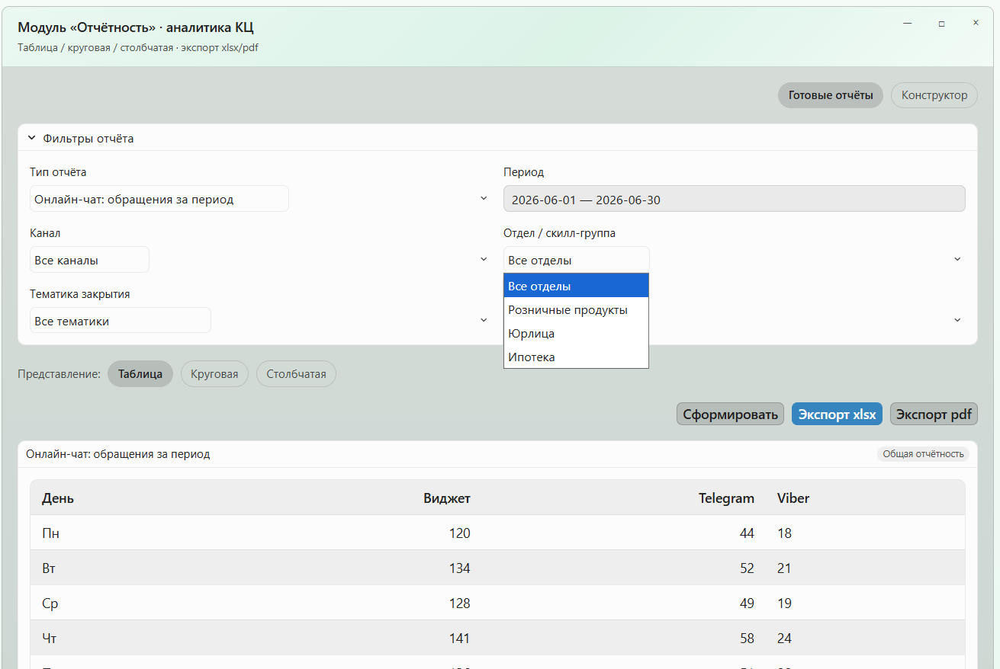 Модуль «Отчётность» · аналитика КЦ
Таблица / круговая / столбчатая · экспорт xlsx/pdf
Готовые отчёты Конструктор
Фильтры отчёта
Тип отчёта Период
Онлайн-чат: обращения за период 2026-06-01 — 2026-06-30
Канал Отдел / скилл-группа
Все каналы Все отделы
Тематика закрытия Все отделы
Все тематики Розничные продукты
Юрлица
Ипотека
Представление: Таблица Круговая Столбчатая
Сформировать Экспорт xlsx Экспорт pdf
Онлайн-чат: обращения за период Общая отчётность
День Виджет Telegram Viber
Пн 120 44 18
Вт 134 52 21
Ср 128 49 19
Чт 141 58 24